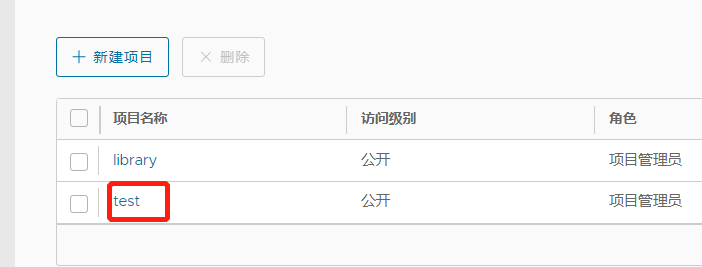 + 新建项目 × 删除
项目名称 访问级别 角色
library 公开 项目管理员
test 公开 项目管理员